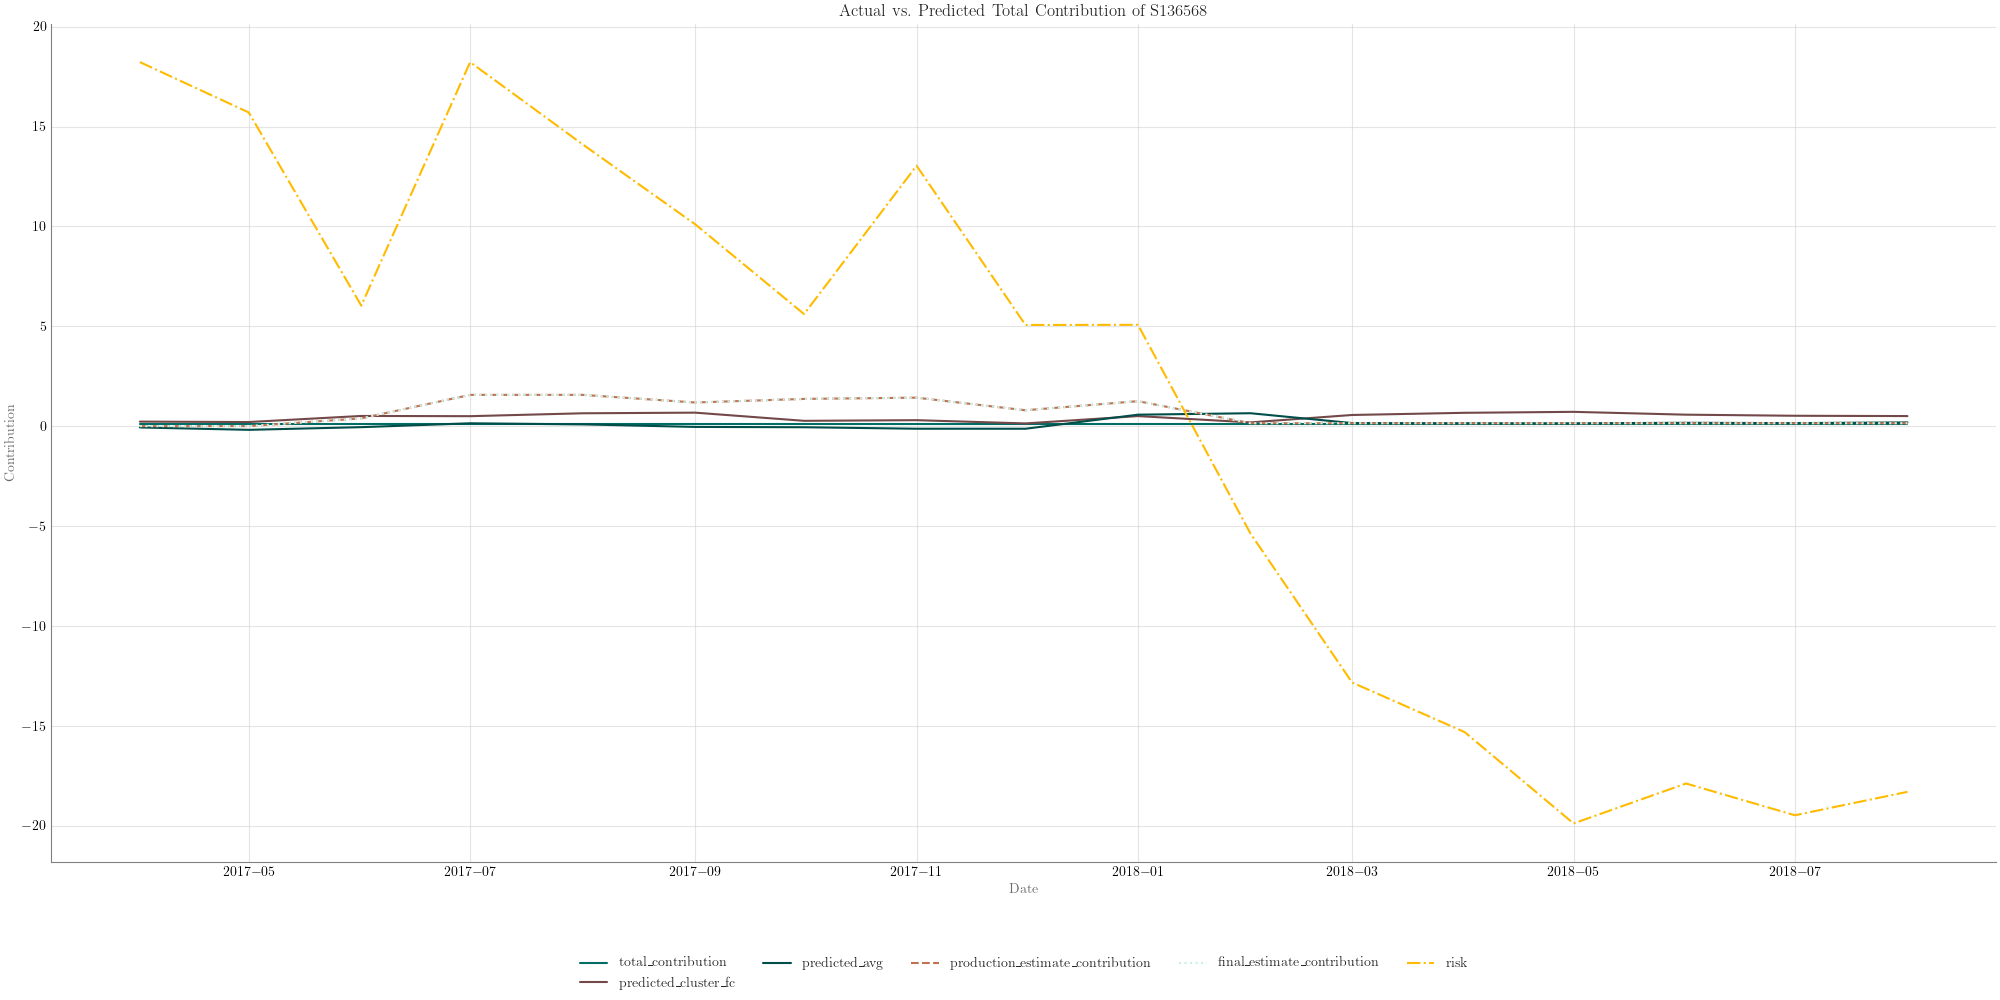 Actual vs. Predicted Total Contribution of S136568
20
15
10
5
0
−5
−10
−15
−20
Contribution
2017−05 2017−07 2017−09 2017−11 2018−01 2018−03 2018−05 2018−07
Date
total_contribution predicted_avg production_estimate_contribution final_estimate_contribution risk
predicted_cluster_fc